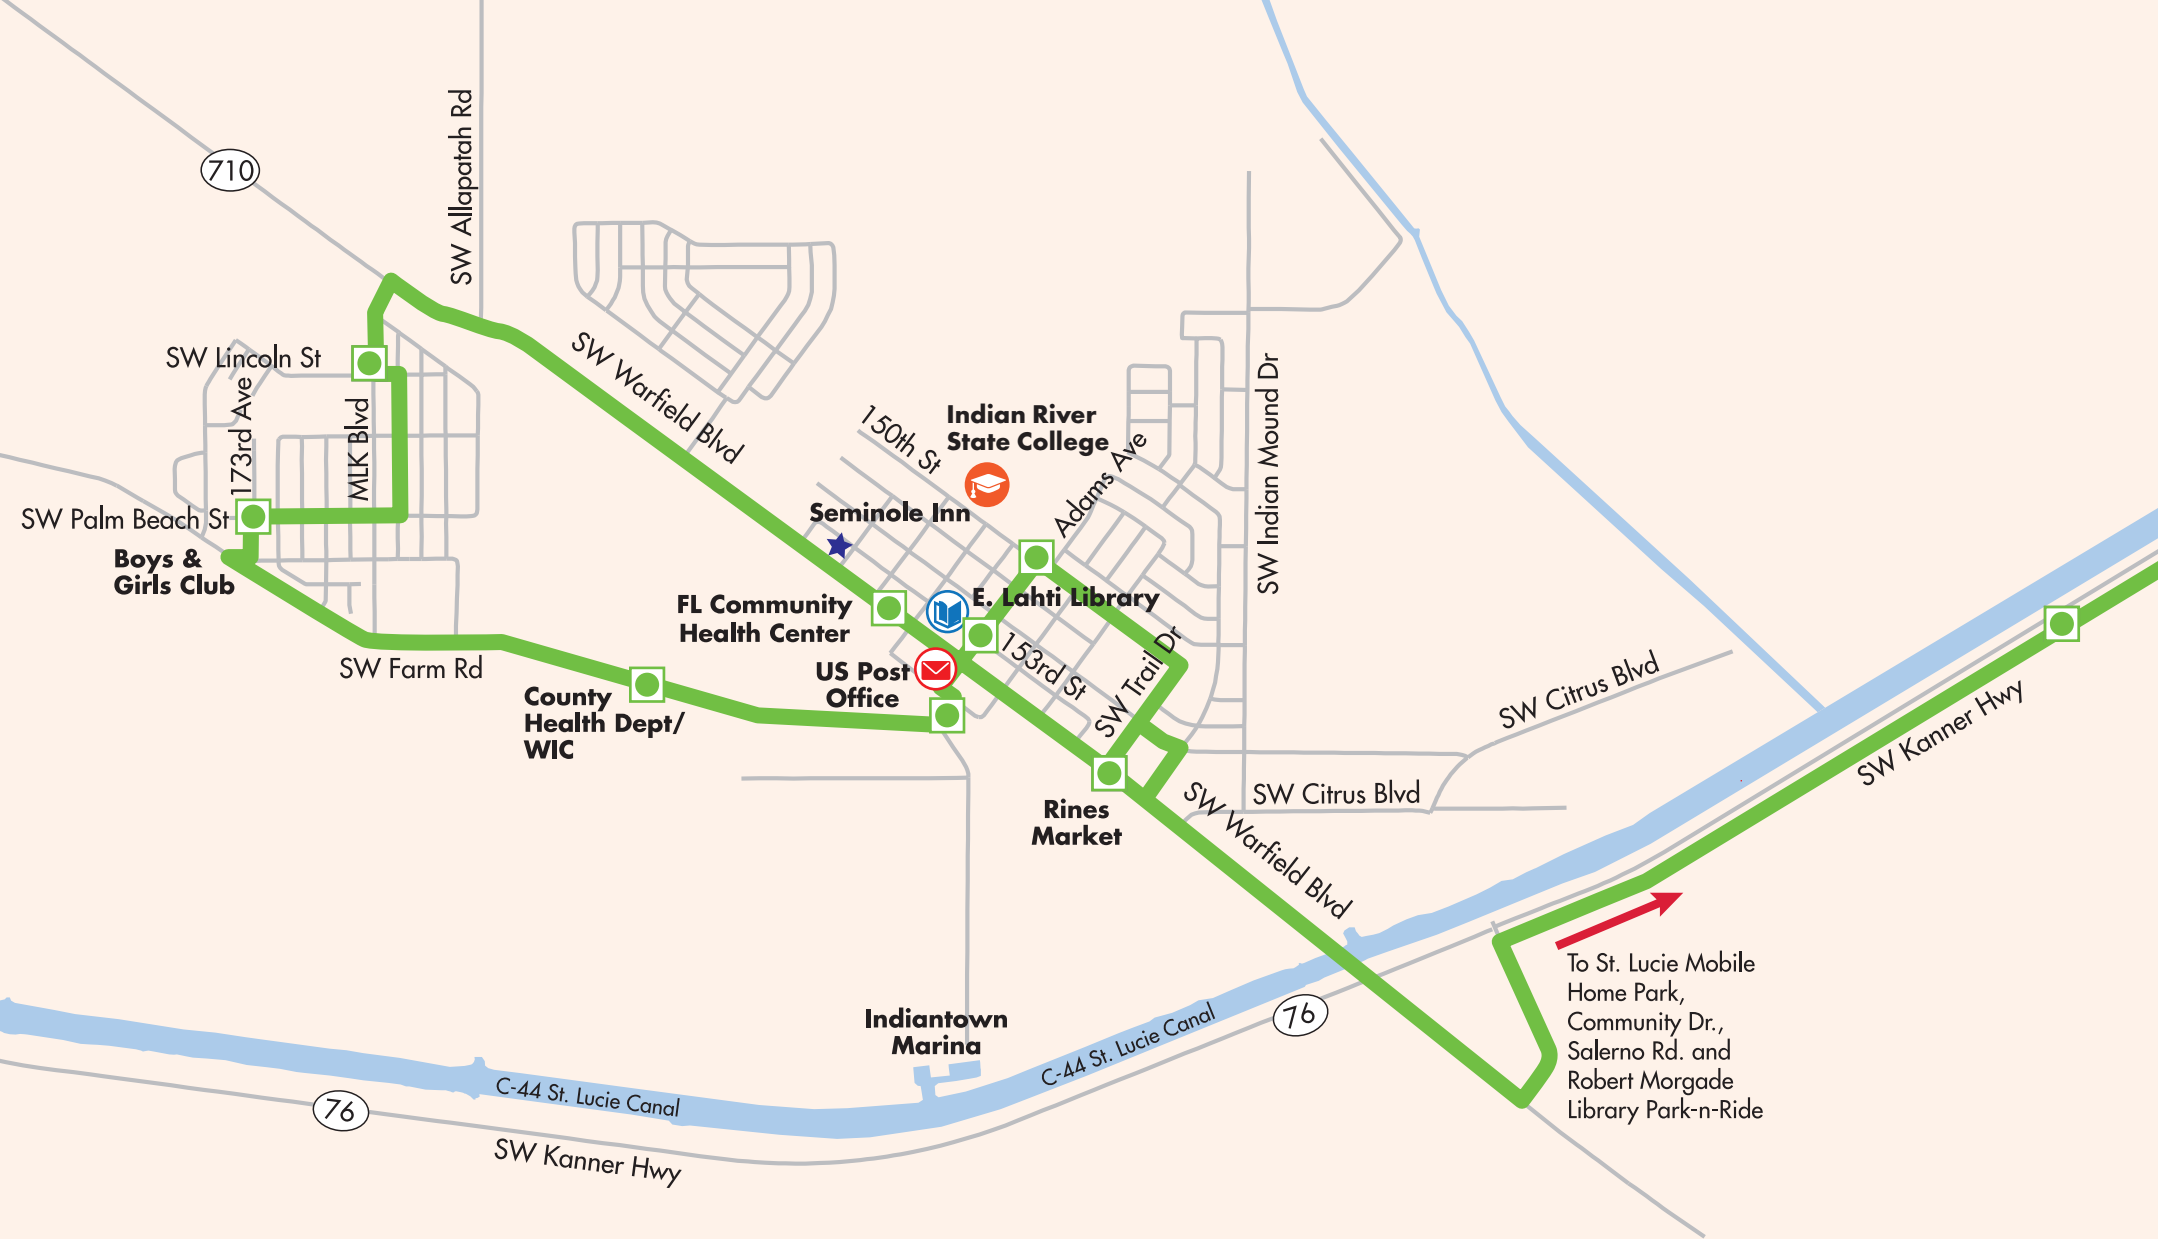 SW Allapatah Rd
710
SW Lincoln St
173rd Ave
MLK Blvd
SW Palm Beach St
Boys &
Girls Club
SW Farm Rd
SW Warfield Blvd
150th St
Indian River
State College
Adams Ave
SW Indian Mound Dr
Seminole Inn
FL Community
Health Center
E. Lahti Library
153rd St
US Post
Office
County
Health Dept/
WIC
SW Trail Dr
Rines
Market
SW Citrus Blvd
SW Citrus Blvd
SW Warfield Blvd
SW Kanner Hwy
To St. Lucie Mobile
Home Park,
Community Dr.,
Salerno Rd. and
Robert Morgade
Library Park-n-Ride
76
Indiantown
Marina
C-44 St. Lucie Canal
C-44 St. Lucie Canal
76
SW Kanner Hwy